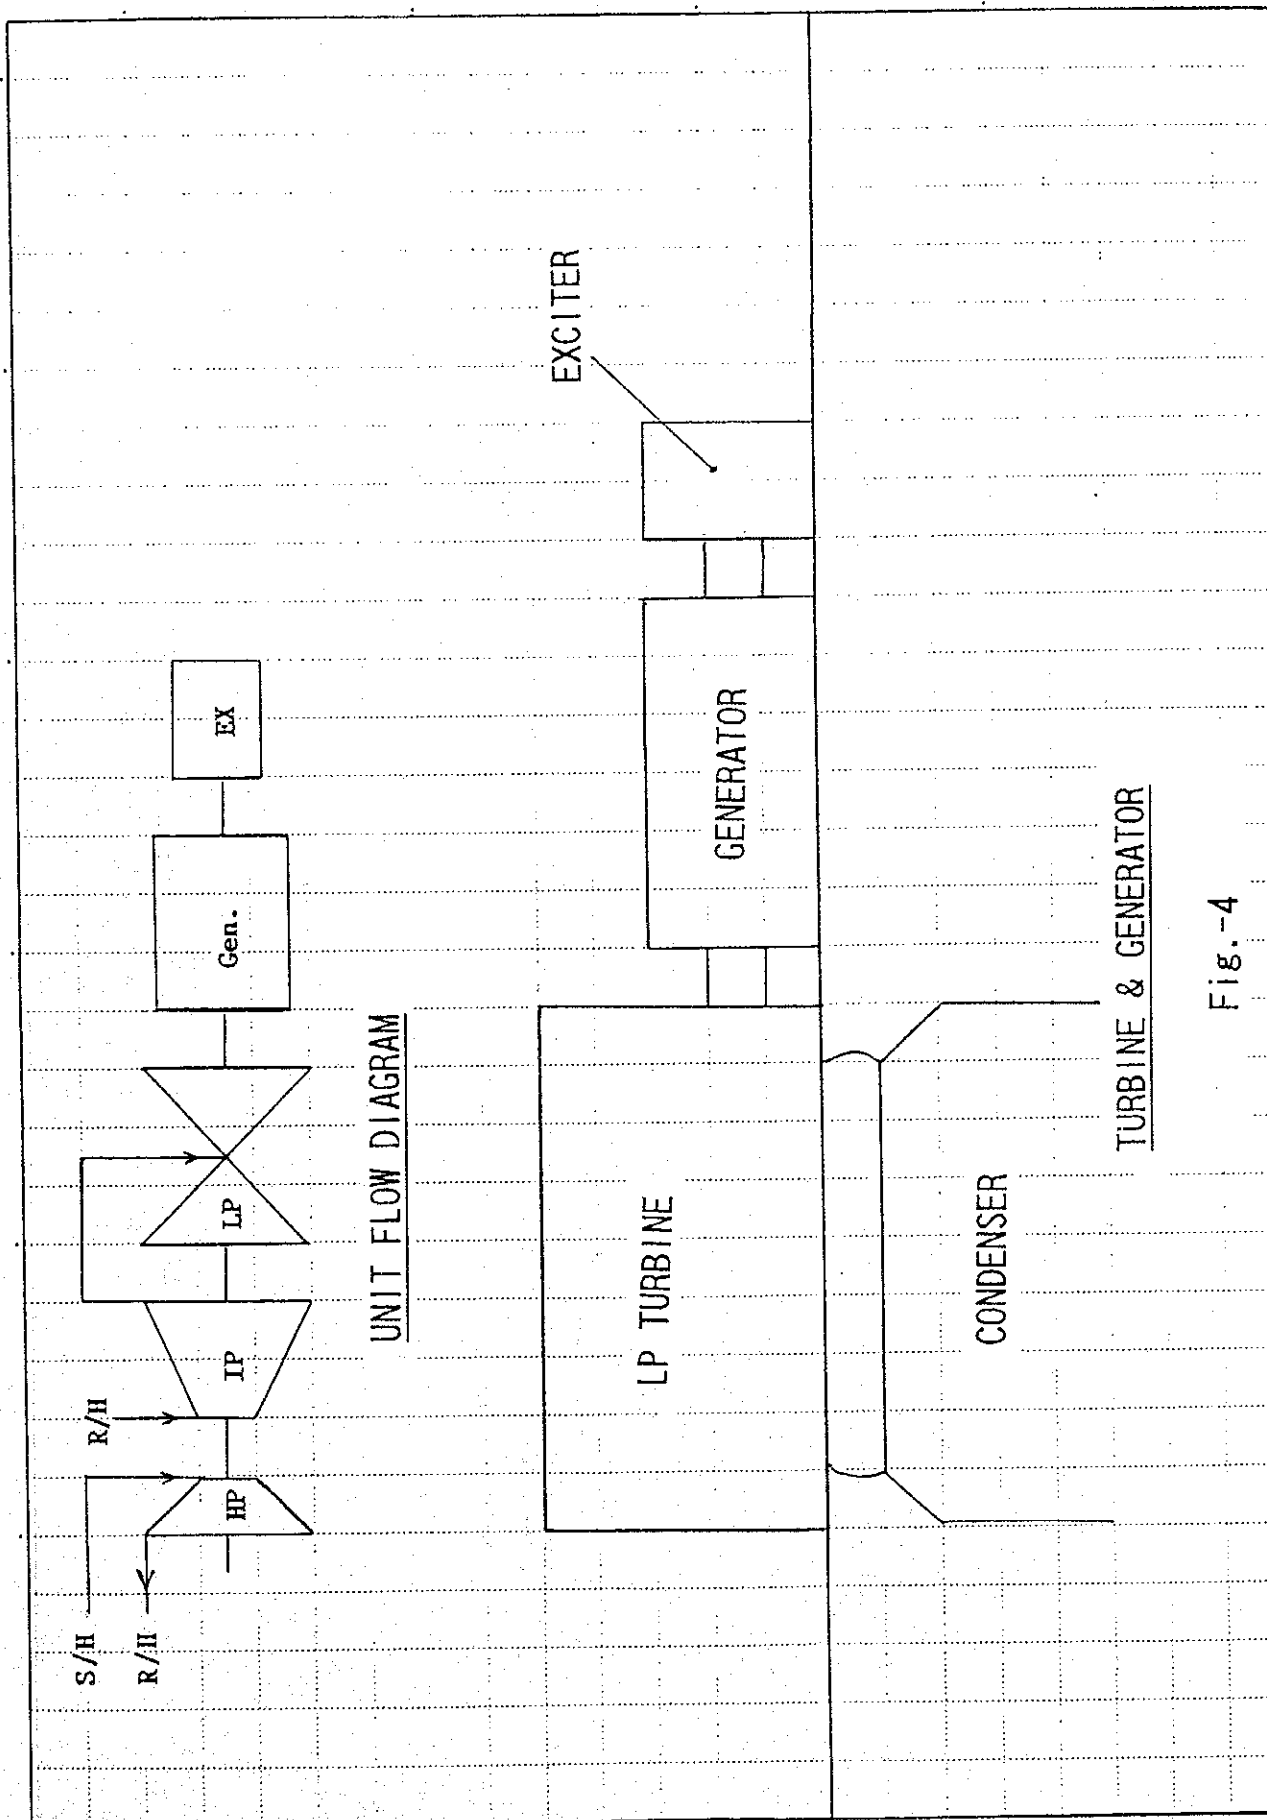 S/H
R/H
R/H
HP
IP
LP
Gen.
EX
UNIT FLOW DIAGRAM
EXCITER
LP TURBINE
GENERATOR
CONDENSER
TURBINE & GENERATOR
Fig.-4